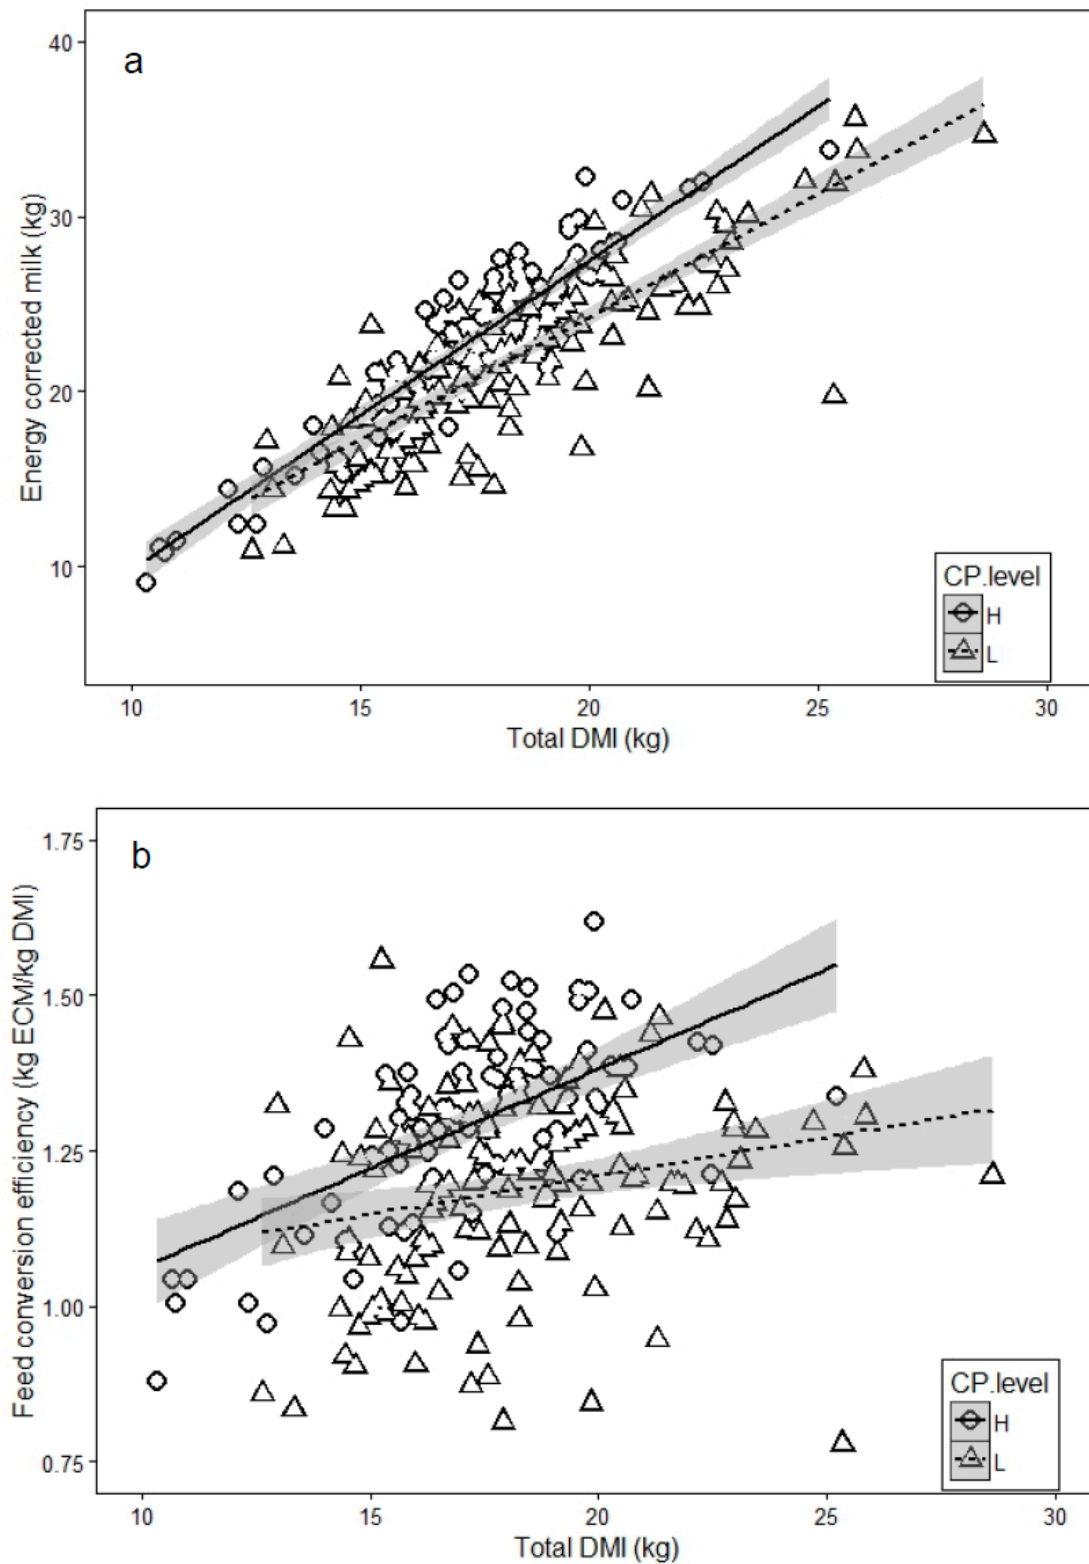 a
Energy corrected milk (kg)
40
30
20
10
CP.level
H
L
10 15 20 25 30
Total DMI (kg)
b
Feed conversion efficiency (kg ECM/kg DMI)
1.75
1.50
1.25
1.00
0.75
CP.level
H
L
10 15 20 25 30
Total DMI (kg)